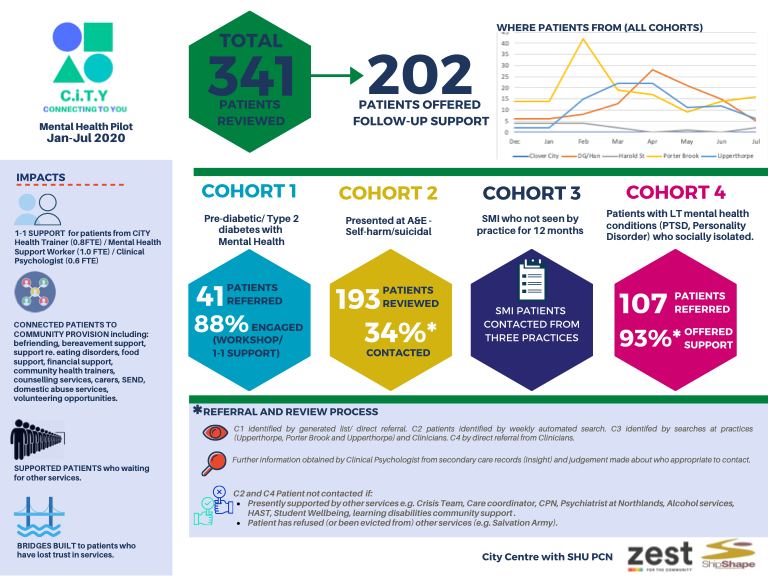 C.i.T.Y
CONNECTING TO YOU
Mental Health Pilot
Jan-Jul 2020
TOTAL
341
PATIENTS
REVIEWED
202
PATIENTS OFFERED
FOLLOW-UP SUPPORT
WHERE PATIENTS FROM (ALL COHORTS)
45
40
35
30
25
20
15
10
5
0
Dec Jan Feb Mar Apr May Jun Jul
Clover City DG/Han Harold St Porter Brook Upperthorpe
IMPACTS
1-1 SUPPORT for patients from CiTY
Health Trainer (0.8FTE) / Mental Health
Support Worker (1.0 FTE) / Clinical
Psychologist (0.6 FTE)
CONNECTED PATIENTS TO
COMMUNITY PROVISION including:
befriending, bereavement support,
support re. eating disorders, food
support, financial support,
community health trainers,
counselling services, carers, SEND,
domestic abuse services,
volunteering opportunities.
SUPPORTED PATIENTS who waiting
for other services.
BRIDGES BUILT to patients who
have lost trust in services.
COHORT 1
Pre-diabetic/ Type 2
diabetes with
Mental Health
41 PATIENTS
REFERRED
88% ENGAGED
(WORKSHOP/
1-1 SUPPORT)
COHORT 2
Presented at A&E -
Self-harm/suicidal
193 PATIENTS
REVIEWED
34%*
CONTACTED
COHORT 3
SMI who not seen by
practice for 12 months
SMI PATIENTS
CONTACTED FROM
THREE PRACTICES
COHORT 4
Patients with LT mental health
conditions (PTSD, Personality
Disorder) who socially isolated.
107 PATIENTS
REFERRED
93%* OFFERED
SUPPORT
*REFERRAL AND REVIEW PROCESS
C1 identified by generated list/ direct referral. C2 patients identified by weekly automated search. C3 identifed by searches at practices
(Upperthorpe, Porter Brook and Upperthorpe) and Clinicians. C4 by direct referral from Clinicians.
Further information obtained by Clinical Psychologist from secondary care records (Insight) and judgement made about who appropriate to contact.
C2 and C4 Patient not contacted if:
• Presently supported by other services e.g. Crisis Team, Care coordinator, CPN, Psychiatrist at Northlands, Alcohol services,
HAST, Student Wellbeing, learning disabilities community support .
• Patient has refused (or been evicted from) other services (e.g. Salvation Army).
City Centre with SHU PCN
zest
FOR THE COMMUNITY
ShipShape